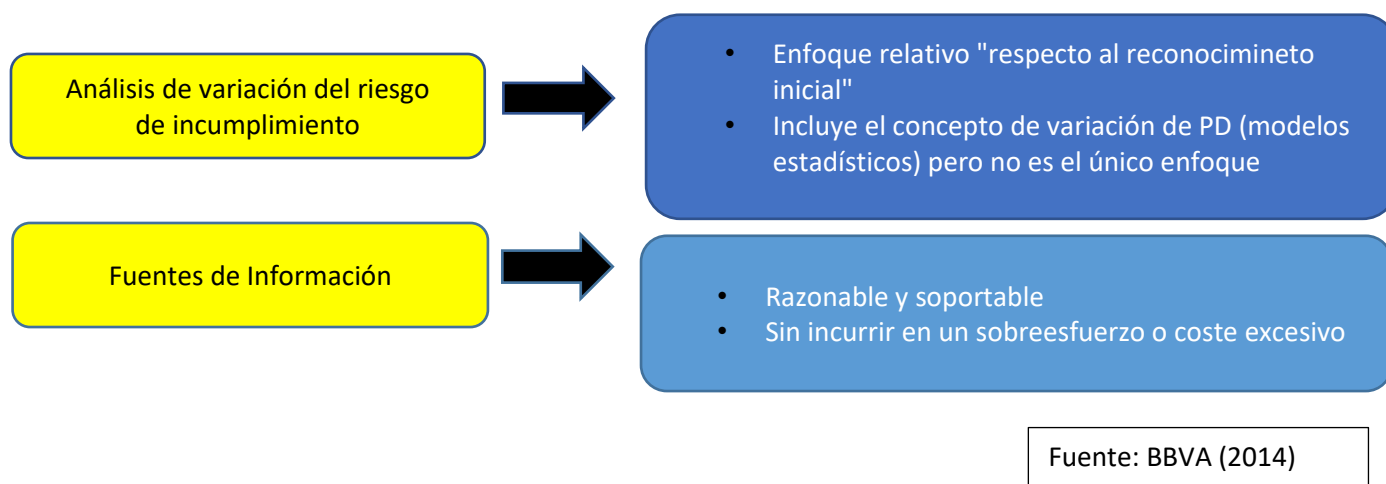 Análisis de variación del riesgo
de incumplimiento
• Enfoque relativo "respecto al reconocimineto
inicial"
• Incluye el concepto de variación de PD (modelos
estadísticos) pero no es el único enfoque
Fuentes de Información
• Razonable y soportable
• Sin incurrir en un sobreesfuerzo o coste excesivo
Fuente: BBVA (2014)